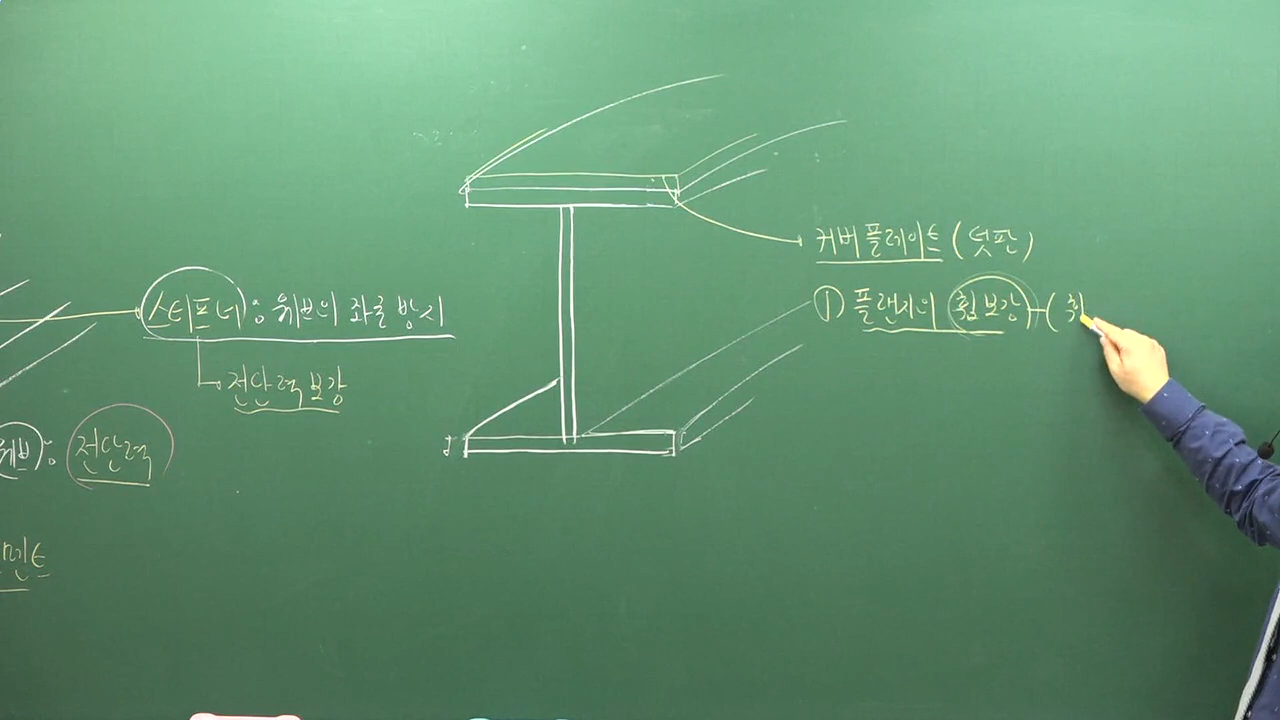 스티프너 : 웨브의 좌굴 방지
전단력 보강
웨브 : 전단력
멘트
커버 플레이트 (덧판)
① 플랜지의 휨 보강 (휨